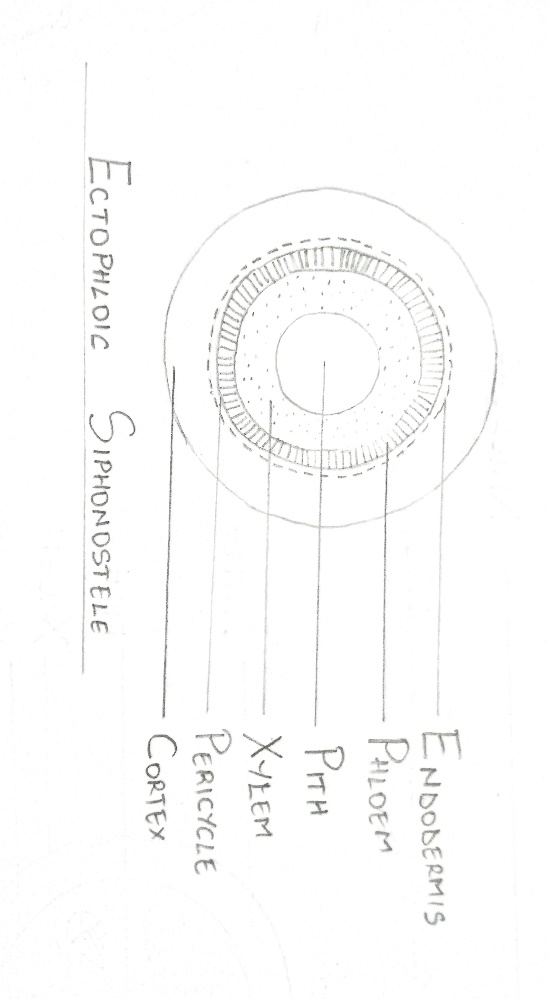 ENDODERMIS
PHLOEM
PITH
XYLEM
PERICYCLE
CORTEX
ECTOPHLOIC SIPHONOSTELE